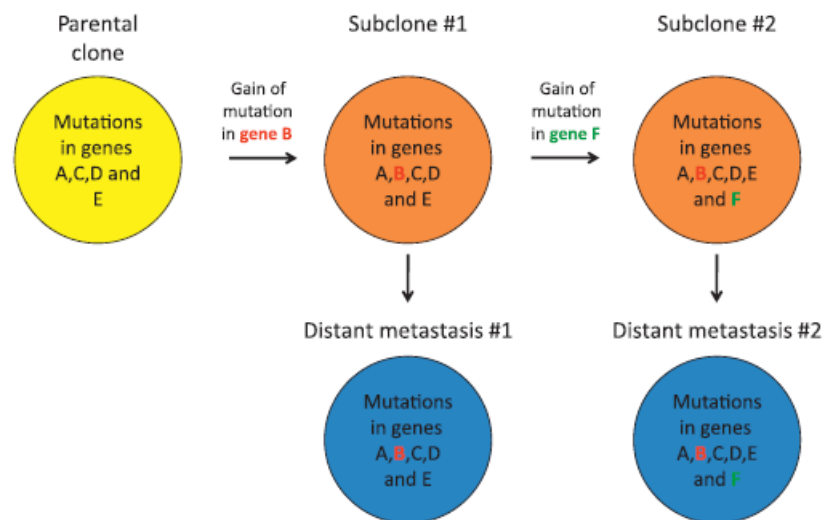 Parental
clone
Subclone #1
Subclone #2
Gain of
mutation
in gene B
Gain of
mutation
in gene F
Mutations
in genes
A,C,D and
E
Mutations
in genes
A,B,C,D
and E
Mutations
in genes
A,B,C,D,E
and F
Distant metastasis #1
Distant metastasis #2
Mutations
in genes
A,B,C,D
and E
Mutations
in genes
A,B,C,D,E
and F